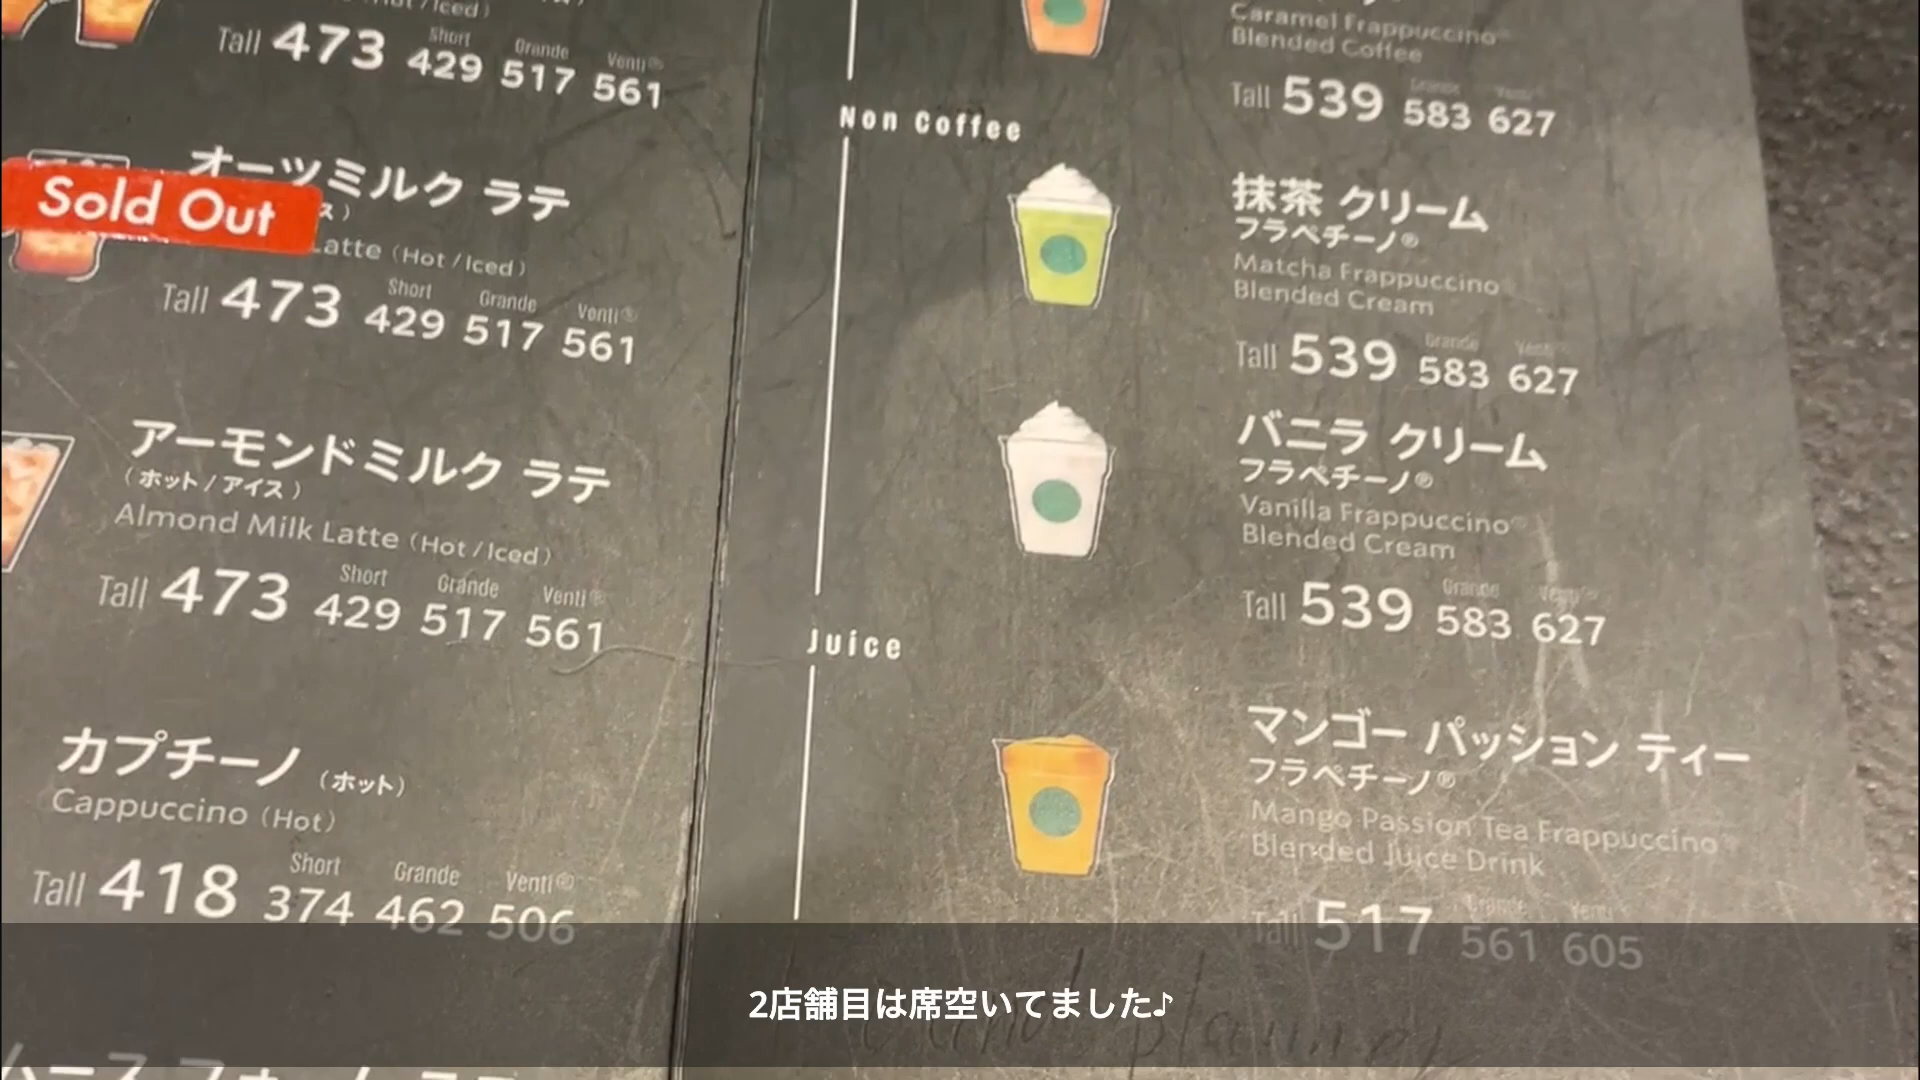 Tall 473 Short 429 Grande 517 Venti® 561
Sold Out
オーツミルク ラテ
Latte (Hot / Iced)
Tall 473 Short 429 Grande 517 Venti® 561
アーモンドミルク ラテ
(ホット / アイス)
Almond Milk Latte (Hot / Iced)
Tall 473 Short 429 Grande 517 Venti® 561
カプチーノ (ホット)
Cappuccino (Hot)
Tall 418 Short 374 Grande 462 Venti® 506
Caramel Frappuccino®
Blended Coffee
Tall 539 Grande 583 Venti® 627
Non Coffee
抹茶 クリーム
フラペチーノ®
Matcha Frappuccino®
Blended Cream
Tall 539 Grande 583 Venti® 627
バニラ クリーム
フラペチーノ®
Vanilla Frappuccino®
Blended Cream
Tall 539 Grande 583 Venti® 627
Juice
マンゴー パッション ティー
フラペチーノ®
Mango Passion Tea Frappuccino®
Blended Juice Drink
Tall 517 Grande 561 Venti® 605
2店舗目は席空いてました♪